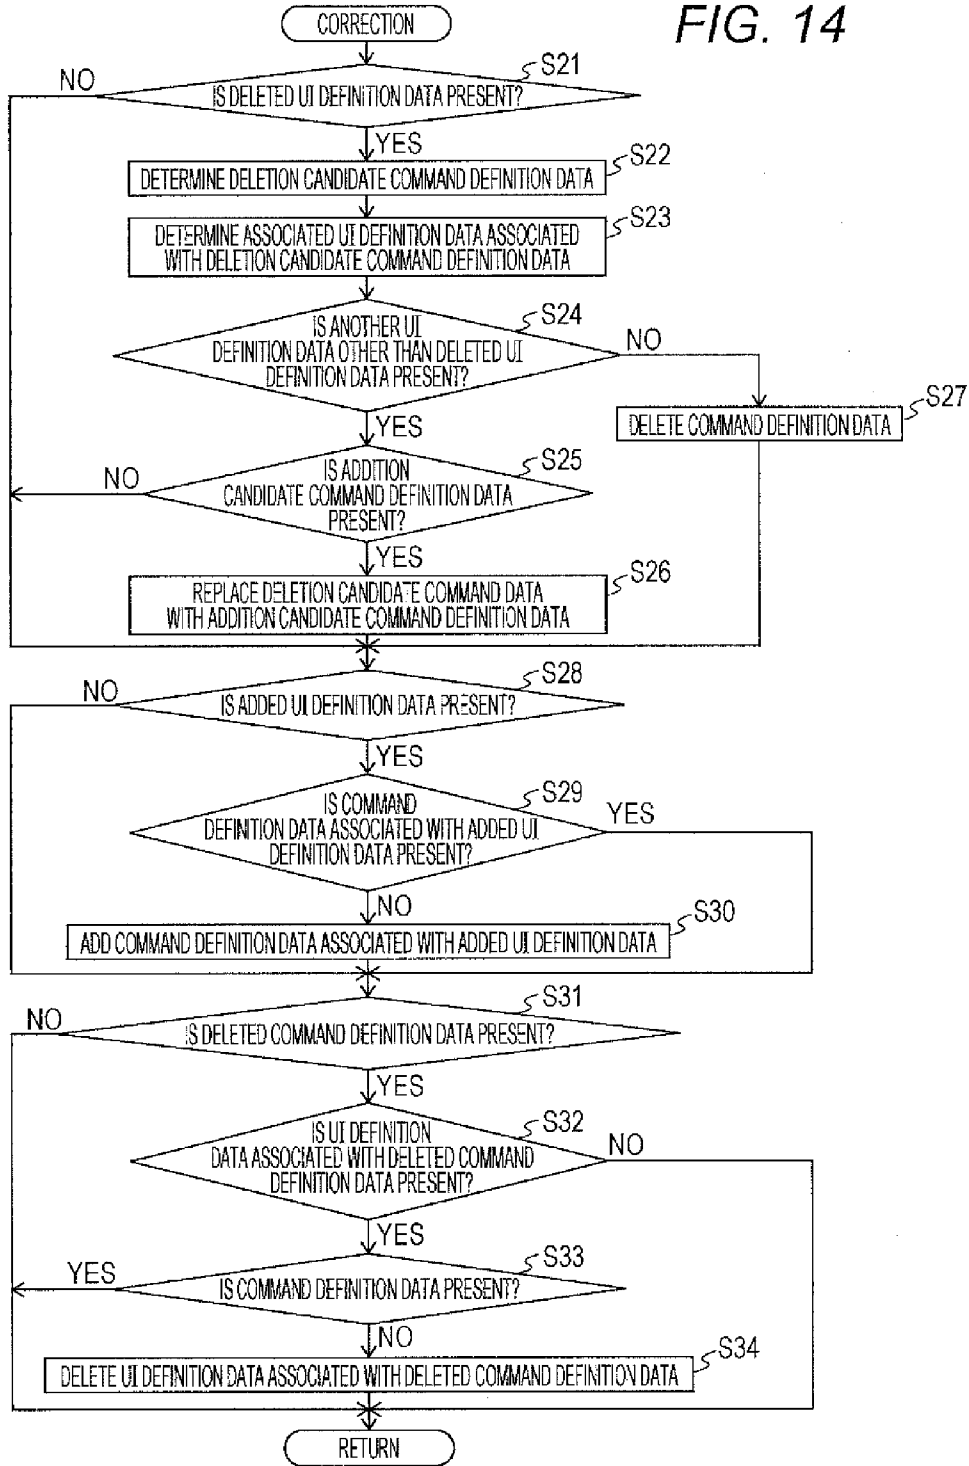 CORRECTION
FIG. 14
S21
NO
IS DELETED UI DEFINITION DATA PRESENT?
YES
S22
DETERMINE DELETION CANDIDATE COMMAND DEFINITION DATA
S23
DETERMINE ASSOCIATED UI DEFINITION DATA ASSOCIATED
WITH DELETION CANDIDATE COMMAND DEFINITION DATA
S24
IS ANOTHER UI
DEFINITION DATA OTHER THAN DELETED UI
DEFINITION DATA PRESENT?
NO
S27
DELETE COMMAND DEFINITION DATA
YES
S25
IS ADDITION
CANDIDATE COMMAND DEFINITION DATA
PRESENT?
NO
YES
S26
REPLACE DELETION CANDIDATE COMMAND DATA
WITH ADDITION CANDIDATE COMMAND DEFINITION DATA
S28
NO
IS ADDED UI DEFINITION DATA PRESENT?
YES
S29
IS COMMAND
DEFINITION DATA ASSOCIATED WITH ADDED UI
DEFINITION DATA PRESENT?
YES
NO
S30
ADD COMMAND DEFINITION DATA ASSOCIATED WITH ADDED UI DEFINITION DATA
S31
NO
IS DELETED COMMAND DEFINITION DATA PRESENT?
YES
S32
IS UI DEFINITION
DATA ASSOCIATED WITH DELETED COMMAND
DEFINITION DATA PRESENT?
NO
YES
S33
YES
IS COMMAND DEFINITION DATA PRESENT?
NO
S34
DELETE UI DEFINITION DATA ASSOCIATED WITH DELETED COMMAND DEFINITION DATA
RETURN